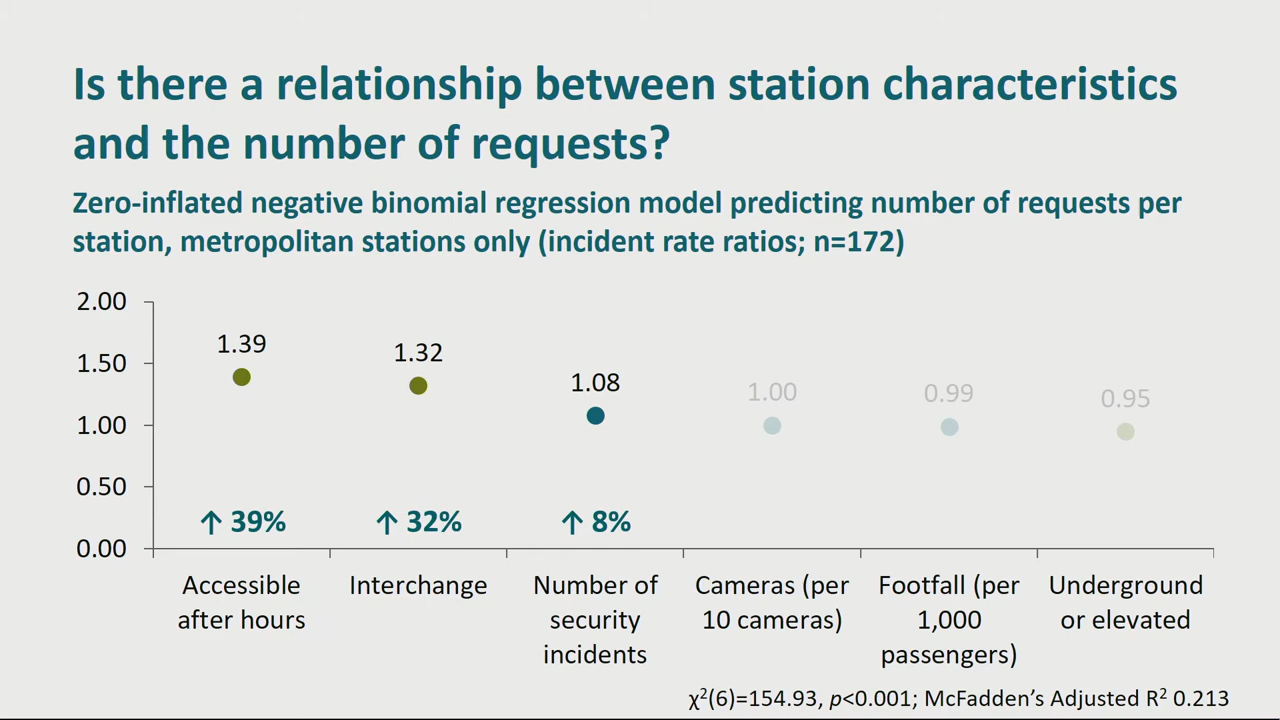 Is there a relationship between station characteristics
and the number of requests?
Zero-inflated negative binomial regression model predicting number of requests per
station, metropolitan stations only (incident rate ratios; n=172)
2.00
1.50
1.00
0.50
0.00
1.39
1.32
1.08
1.00
0.99
0.95
↑ 39%
↑ 32%
↑ 8%
Accessible
after hours
Interchange
Number of
security
incidents
Cameras (per
10 cameras)
Footfall (per
1,000
passengers)
Underground
or elevated
χ²(6)=154.93, p<0.001; McFadden’s Adjusted R² 0.213